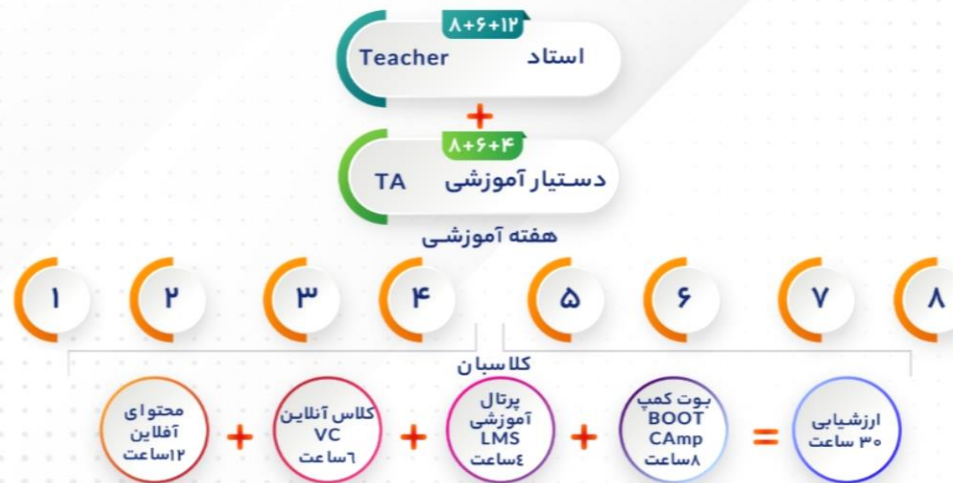 ۸+۶+۱۲
استاد Teacher
+
۸+۶+۴
دستیار آموزشی TA
هفته آموزشی
۱ ۲ ۳ ۴ ۵ ۶ ۷ ۸
کلاسبان
محتوای
آفلاین
۱۲ساعت
+
کلاس آنلاین
VC
٦ساعت
+
پرتال
آموزشی
LMS
٤ساعت
+
بوت کمپ
BOOT
CAmp
۸ساعت
=
ارزشیابی
۳۰ ساعت